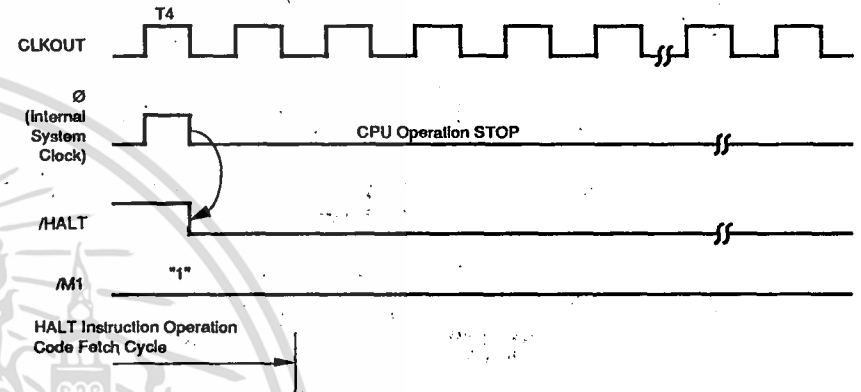 T4
CLKOUT
Ø
(Internal
System
Clock)
CPU Operation STOP
/HALT
/M1
"1"
HALT Instruction Operation
Code Fetch Cycle